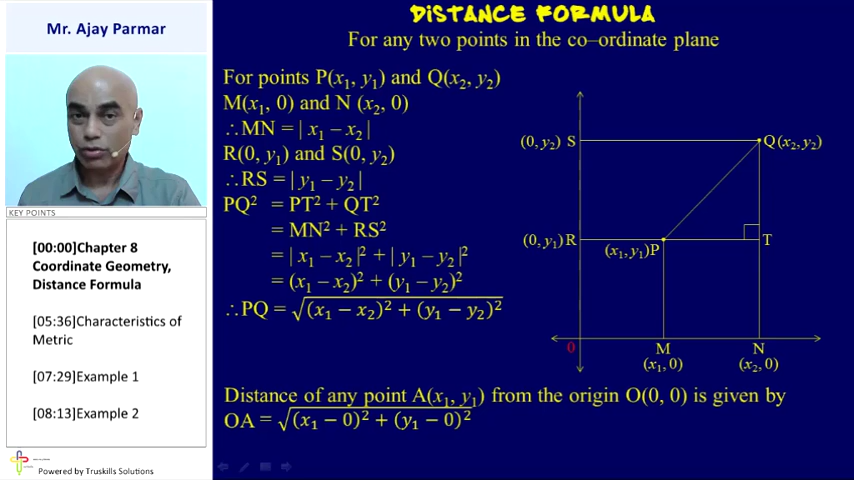 Mr. Ajay Parmar
KEY POINTS
[00:00]Chapter 8
Coordinate Geometry,
Distance Formula
[05:36]Characteristics of
Metric
[07:29]Example 1
[08:13]Example 2
Powered by Truskills Solutions
DISTANCE FORMULA
For any two points in the co–ordinate plane
For points P(x₁, y₁) and Q(x₂, y₂)
M(x₁, 0) and N (x₂, 0)
∴MN = | x₁ – x₂ |
R(0, y₁) and S(0, y₂)
∴RS = | y₁ – y₂ |
PQ² = PT² + QT²
= MN² + RS²
= | x₁ – x₂ |² + | y₁ – y₂ |²
= (x₁ – x₂)² + (y₁ – y₂)²
∴PQ = √(x₁ − x₂)² + (y₁ − y₂)²
(0, y₂) S
Q(x₂, y₂)
(0, y₁) R
(x₁, y₁)P
T
0
M
(x₁, 0)
N
(x₂, 0)
Distance of any point A(x₁, y₁) from the origin O(0, 0) is given by
OA = √(x₁ − 0)² + (y₁ − 0)²